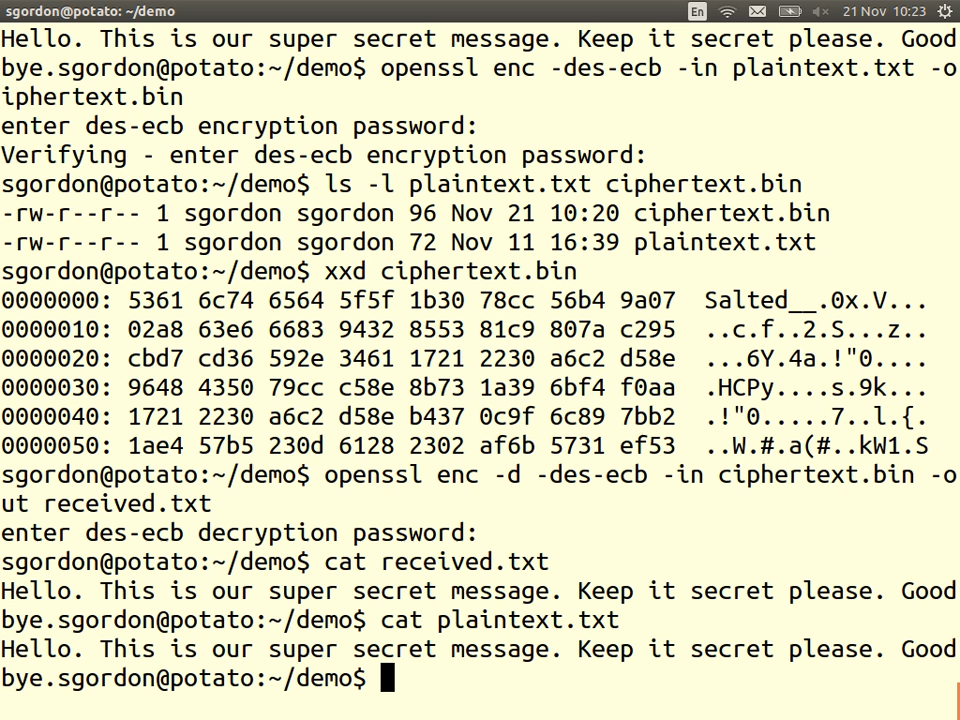 sgordon@potato: ~/demo En 21 Nov 10:23
Hello. This is our super secret message. Keep it secret please. Good
bye.sgordon@potato:~/demo$ openssl enc -des-ecb -in plaintext.txt -o
iphertext.bin
enter des-ecb encryption password:
Verifying - enter des-ecb encryption password:
sgordon@potato:~/demo$ ls -l plaintext.txt ciphertext.bin
-rw-r--r-- 1 sgordon sgordon 96 Nov 21 10:20 ciphertext.bin
-rw-r--r-- 1 sgordon sgordon 72 Nov 11 16:39 plaintext.txt
sgordon@potato:~/demo$ xxd ciphertext.bin
0000000: 5361 6c74 6564 5f5f 1b30 78cc 56b4 9a07  Salted__.0x.V...
0000010: 02a8 63e6 6683 9432 8553 81c9 807a c295  ..c.f..2.S...z..
0000020: cbd7 cd36 592e 3461 1721 2230 a6c2 d58e  ...6Y.4a.!"0....
0000030: 9648 4350 79cc c58e 8b73 1a39 6bf4 f0aa  .HCPy....s.9k...
0000040: 1721 2230 a6c2 d58e b437 0c9f 6c89 7bb2  .!"0.....7..l.{.
0000050: 1ae4 57b5 230d 6128 2302 af6b 5731 ef53  ..W.#.a(#..kW1.S
sgordon@potato:~/demo$ openssl enc -d -des-ecb -in ciphertext.bin -o
ut received.txt
enter des-ecb decryption password:
sgordon@potato:~/demo$ cat received.txt
Hello. This is our super secret message. Keep it secret please. Good
bye.sgordon@potato:~/demo$ cat plaintext.txt
Hello. This is our super secret message. Keep it secret please. Good
bye.sgordon@potato:~/demo$